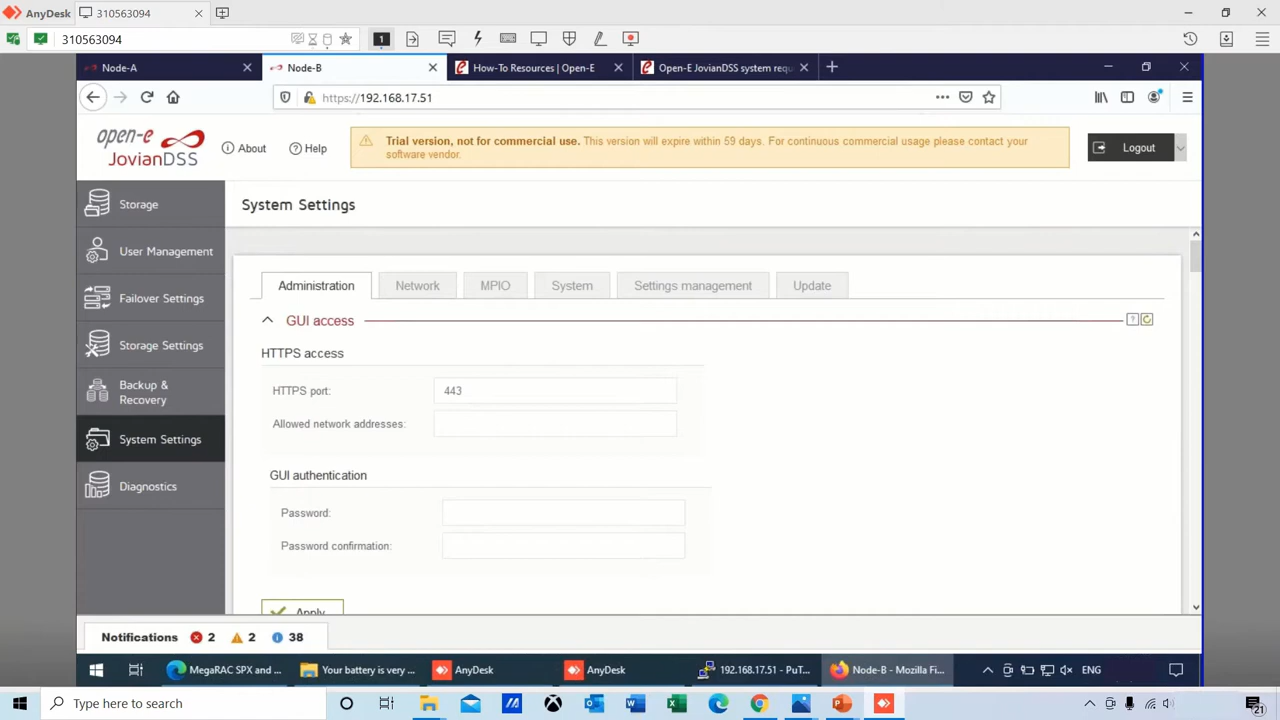 AnyDesk 310563094
310563094 1
Node-A Node-B How-To Resources | Open-E Open-E JovianDSS system requ
https://192.168.17.51
open-e
JovianDSS
About Help
Trial version, not for commercial use. This version will expire within 59 days. For continuous commercial usage please contact your
software vendor.
Logout
Storage
User Management
Failover Settings
Storage Settings
Backup &
Recovery
System Settings
Diagnostics
System Settings
Administration Network MPIO System Settings management Update
GUI access ?
HTTPS access
HTTPS port: 443
Allowed network addresses:
GUI authentication
Password:
Password confirmation:
Apply
Notifications 2 2 38
MegaRAC SPX and ... Your battery is very ... AnyDesk AnyDesk 192.168.17.51 - PuT... Node-B - Mozilla Fi... ENG
Type here to search 21